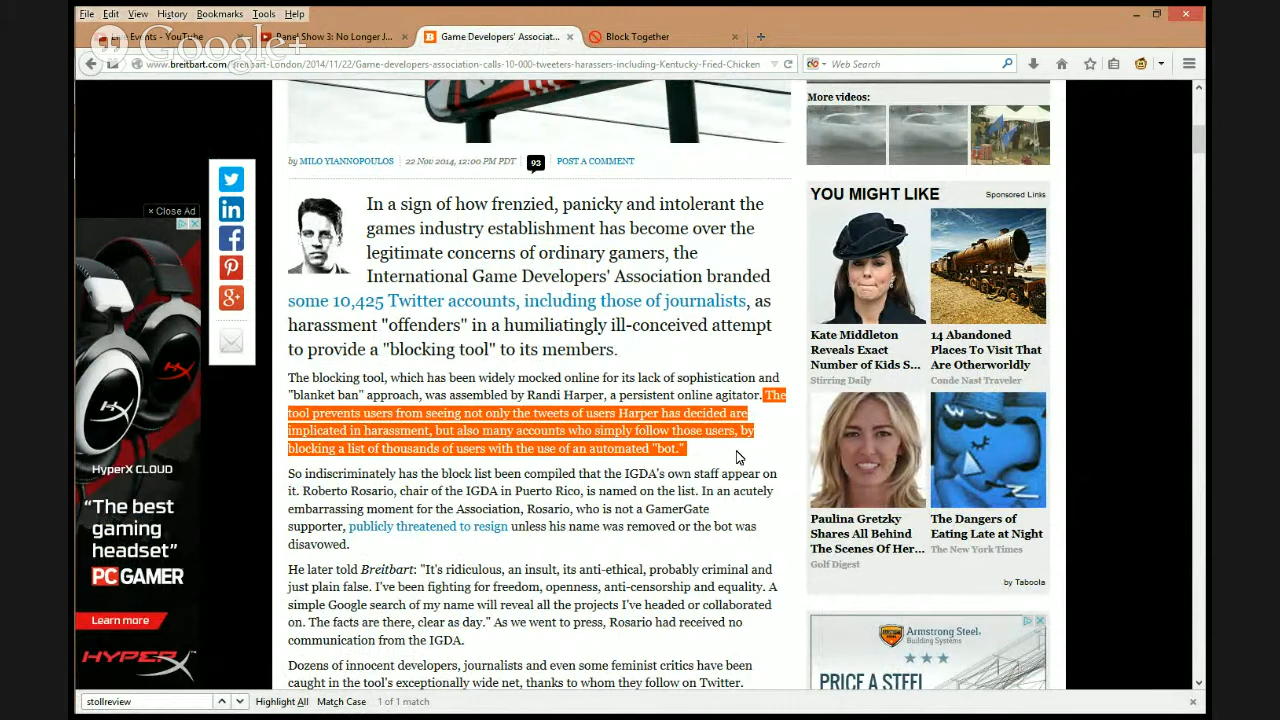 File Edit View History Bookmarks Tools Help
Events - YouTube
Panel Show 3: No Longer J...
Game Developers' Associat...
Block Together
Google+
www.breitbart.com/Breitbart-London/2014/11/22/Game-developers-association-calls-10-000-tweeters-harassers-including-Kentucky-Fried-Chicken
Web Search
More videos:
by MILO YIANNOPOULOS 22 Nov 2014, 12:00 PM PDT 93 POST A COMMENT
In a sign of how frenzied, panicky and intolerant the
games industry establishment has become over the
legitimate concerns of ordinary gamers, the
International Game Developers' Association branded
some 10,425 Twitter accounts, including those of journalists, as
harassment "offenders" in a humiliatingly ill-conceived attempt
to provide a "blocking tool" to its members.
The blocking tool, which has been widely mocked online for its lack of sophistication and
"blanket ban" approach, was assembled by Randi Harper, a persistent online agitator. The
tool prevents users from seeing not only the tweets of users Harper has decided are
implicated in harassment, but also many accounts who simply follow those users, by
blocking a list of thousands of users with the use of an automated "bot."
So indiscriminately has the block list been compiled that the IGDA's own staff appear on
it. Roberto Rosario, chair of the IGDA in Puerto Rico, is named on the list. In an acutely
embarrassing moment for the Association, Rosario, who is not a GamerGate
supporter, publicly threatened to resign unless his name was removed or the bot was
disavowed.
He later told Breitbart: "It's ridiculous, an insult, its anti-ethical, probably criminal and
just plain false. I've been fighting for freedom, openness, anti-censorship and equality. A
simple Google search of my name will reveal all the projects I've headed or collaborated
on. The facts are there, clear as day." As we went to press, Rosario had received no
communication from the IGDA.
Dozens of innocent developers, journalists and even some feminist critics have been
caught in the tool's exceptionally wide net, thanks to whom they follow on Twitter.
× Close Ad
HyperX CLOUD
"The best
gaming
headset"
PC GAMER
Learn more
HYPERX
YOU MIGHT LIKE
Sponsored Links
Kate Middleton
Reveals Exact
Number of Kids S...
Stirring Daily
14 Abandoned
Places To Visit That
Are Otherworldly
Conde Nast Traveler
Paulina Gretzky
Shares All Behind
The Scenes Of Her...
Golf Digest
The Dangers of
Eating Late at Night
The New York Times
by Taboola
ARMSTRONG STEEL
Building Systems
PRICE A STEEL
stollreview
Highlight All Match Case 1 of 1 match